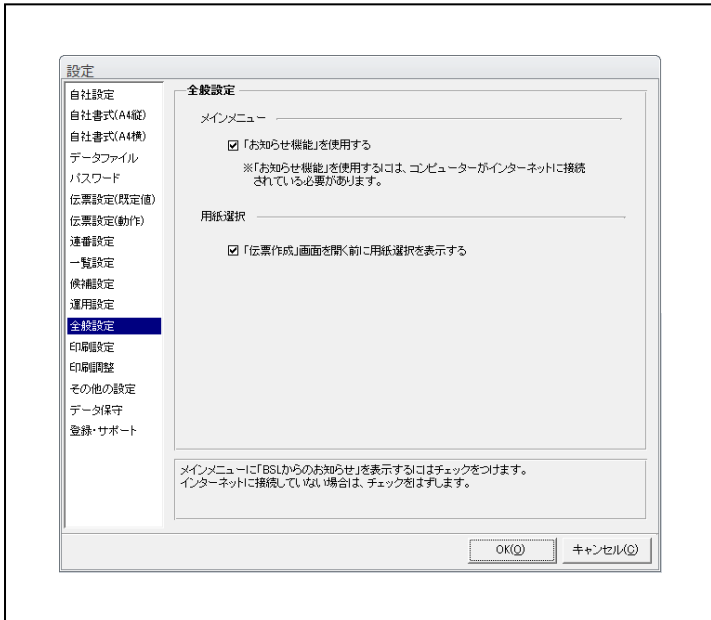 設定
自社設定
自社書式(A4縦)
自社書式(A4横)
データファイル
パスワード
伝票設定(既定値)
伝票設定(動作)
連番設定
一覧設定
候補設定
運用設定
全般設定
印刷設定
印刷調整
その他の設定
データ保守
登録・サポート
全般設定
メインメニュー
「お知らせ機能」を使用する
※「お知らせ機能」を使用するには、コンピューターがインターネットに接続
されている必要があります。
用紙選択
「伝票作成」画面を開く前に用紙選択を表示する
メインメニューに「BSLからのお知らせ」を表示するにはチェックをつけます。
インターネットに接続していない場合は、チェックをはずします。
OK(O)
キャンセル(C)